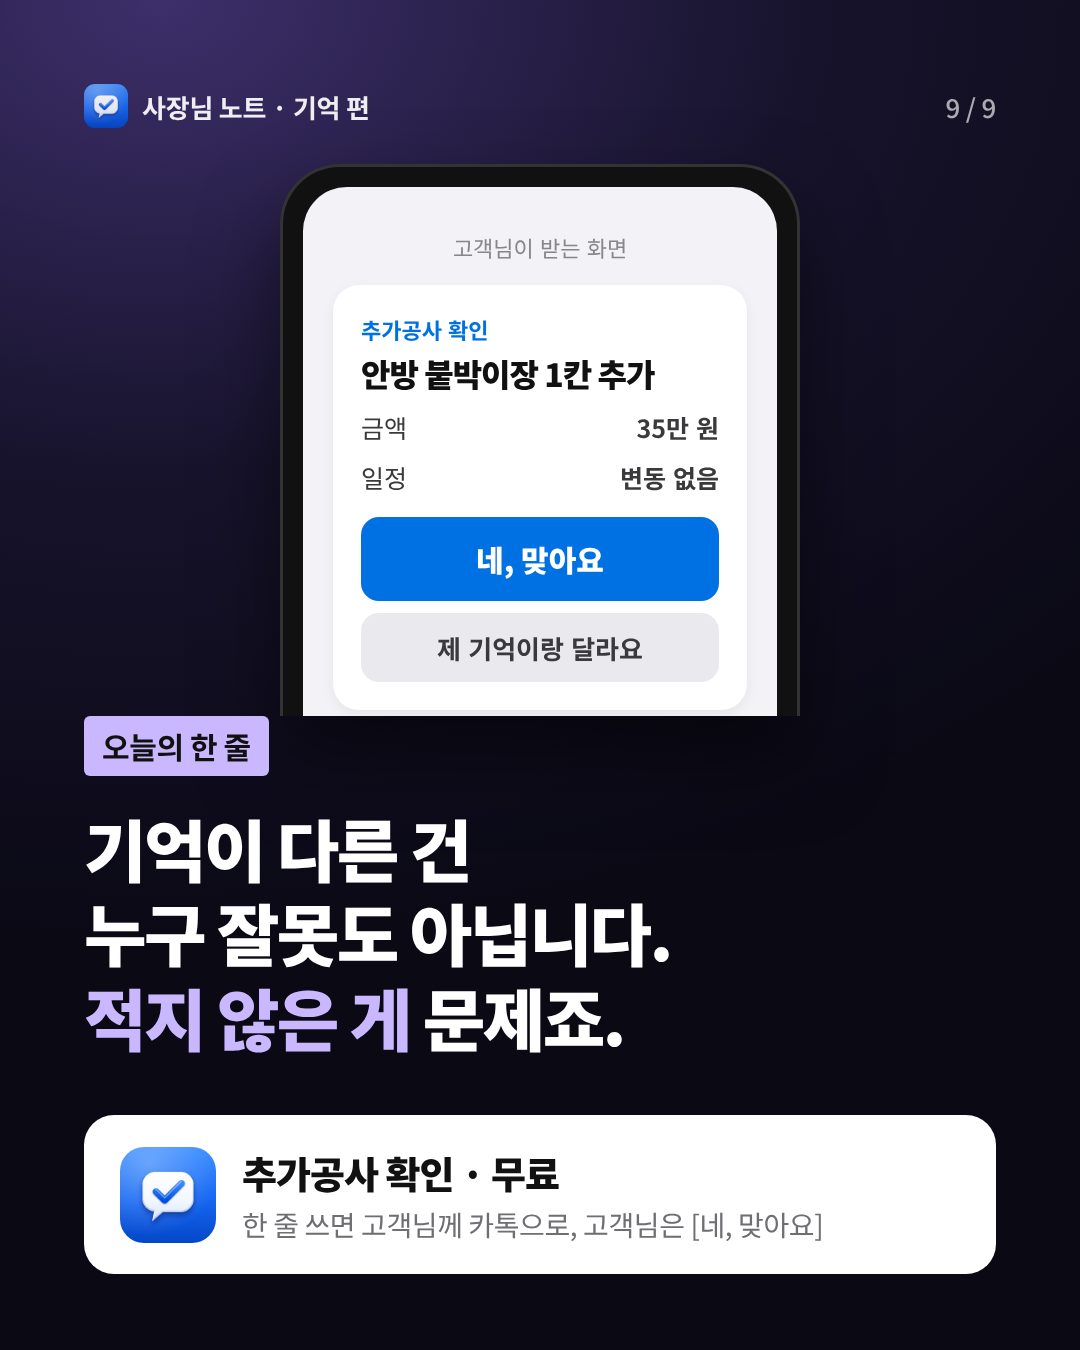 사장님 노트 · 기억 편
9 / 9
고객님이 받는 화면
추가공사 확인
안방 붙박이장 1칸 추가
금액 35만 원
일정 변동 없음
네, 맞아요
제 기억이랑 달라요
오늘의 한 줄
기억이 다른 건
누구 잘못도 아닙니다.
적지 않은 게 문제죠.
추가공사 확인 · 무료
한 줄 쓰면 고객님께 카톡으로, 고객님은 [네, 맞아요]